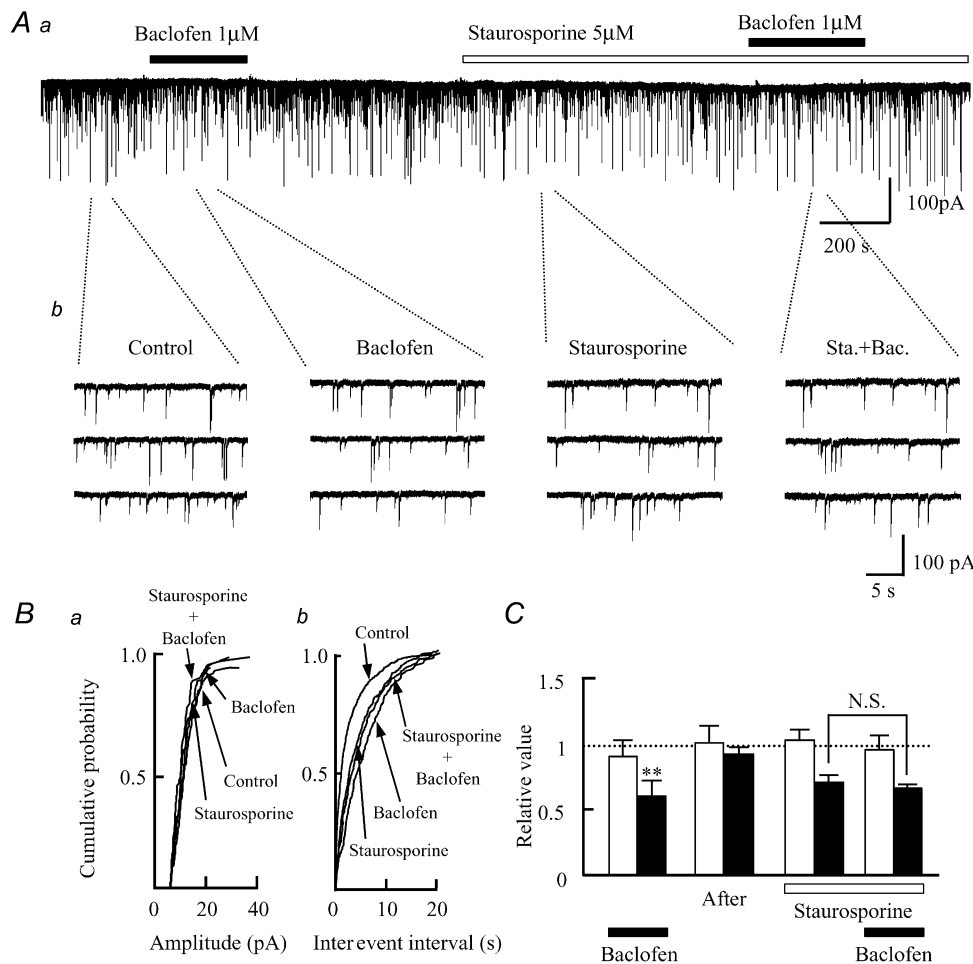 A a
Baclofen 1µM
Staurosporine 5µM
Baclofen 1µM
100pA
200 s
b
Control
Baclofen
Staurosporine
Sta.+Bac.
100 pA
5 s
B a
Staurosporine
+
Baclofen
1.0
0.5
Cumulative probability
Baclofen
Control
Staurosporine
0 20 40
Amplitude (pA)
b
Control
1.0
0.5
Staurosporine
+
Baclofen
Baclofen
Staurosporine
0 10 20
Inter event interval (s)
C
1.5
1
0.5
0
Relative value
**
N.S.
After
Staurosporine
Baclofen
Baclofen